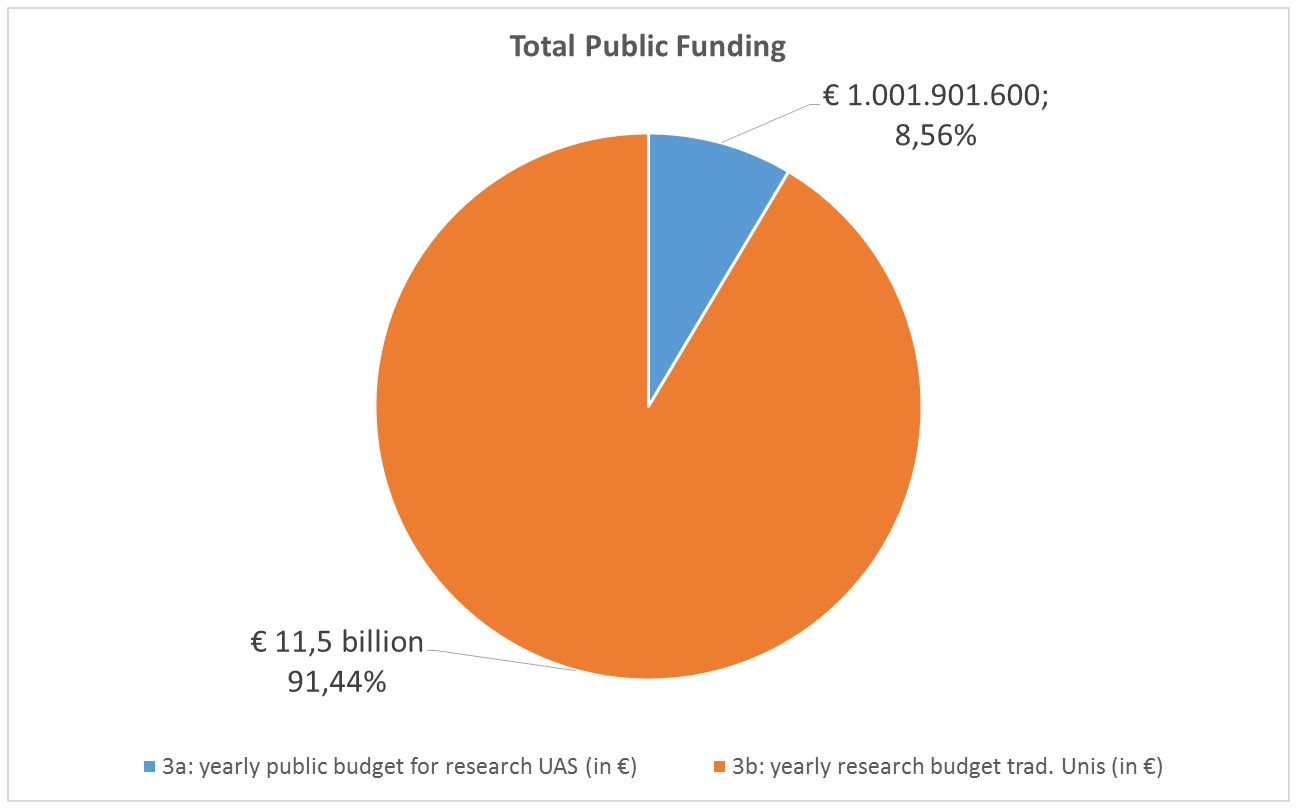 Total Public Funding
€ 1.001.901.600;
8,56%
€ 11,5 billion
91,44%
3a: yearly public budget for research UAS (in €)
3b: yearly research budget trad. Unis (in €)